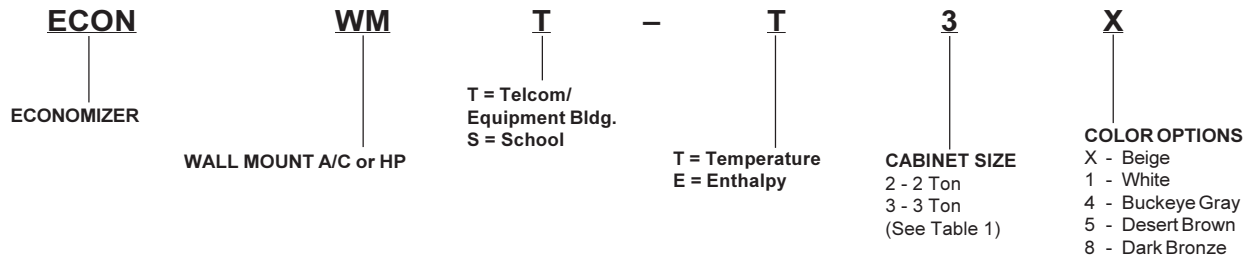 ECON WM T – T 3 X
ECONOMIZER
WALL MOUNT A/C or HP
T = Telcom/
Equipment Bldg.
S = School
T = Temperature
E = Enthalpy
CABINET SIZE
2 - 2 Ton
3 - 3 Ton
(See Table 1)
COLOR OPTIONS
X - Beige
1 - White
4 - Buckeye Gray
5 - Desert Brown
8 - Dark Bronze